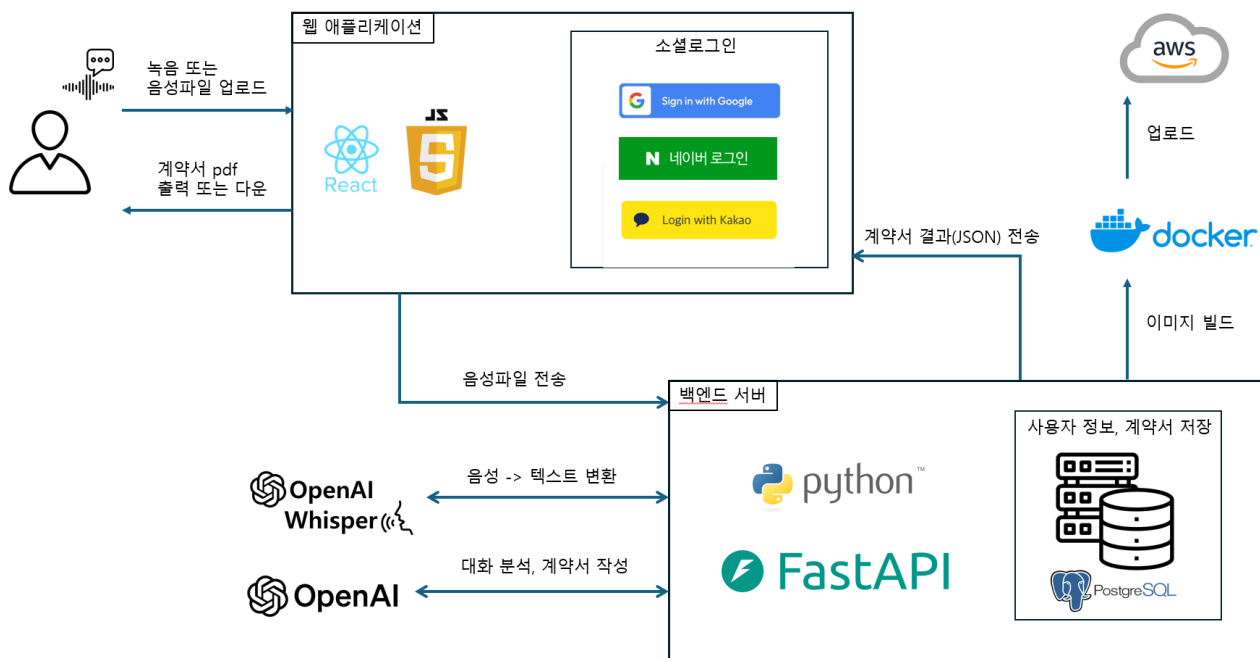 웹 애플리케이션
소셜로그인
녹음 또는
음성파일 업로드
계약서 pdf
출력 또는 다운
React
JS
5
G Sign in with Google
N 네이버 로그인
Login with Kakao
aws
업로드
docker
이미지 빌드
계약서 결과(JSON) 전송
음성파일 전송
백엔드 서버
사용자 정보, 계약서 저장
음성 -> 텍스트 변환
OpenAI
Whisper
python™
대화 분석, 계약서 작성
OpenAI
FastAPI
PostgreSQL